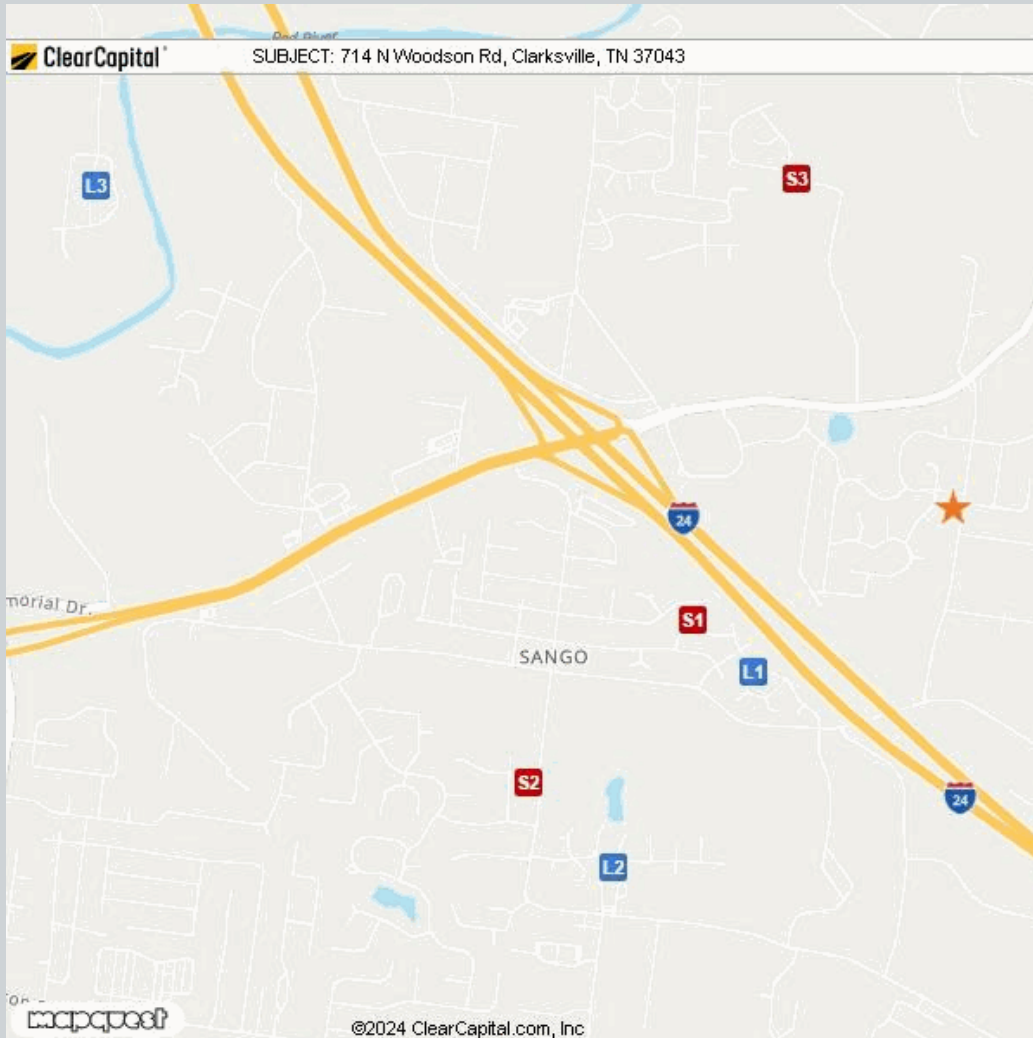 Red River
ClearCapital
SUBJECT: 714 N Woodson Rd, Clarksville, TN 37043
S3
L3
24
morial Dr.
S1
SANGO
L1
S2
24
L2
mapquest
©2024 ClearCapital.com, Inc